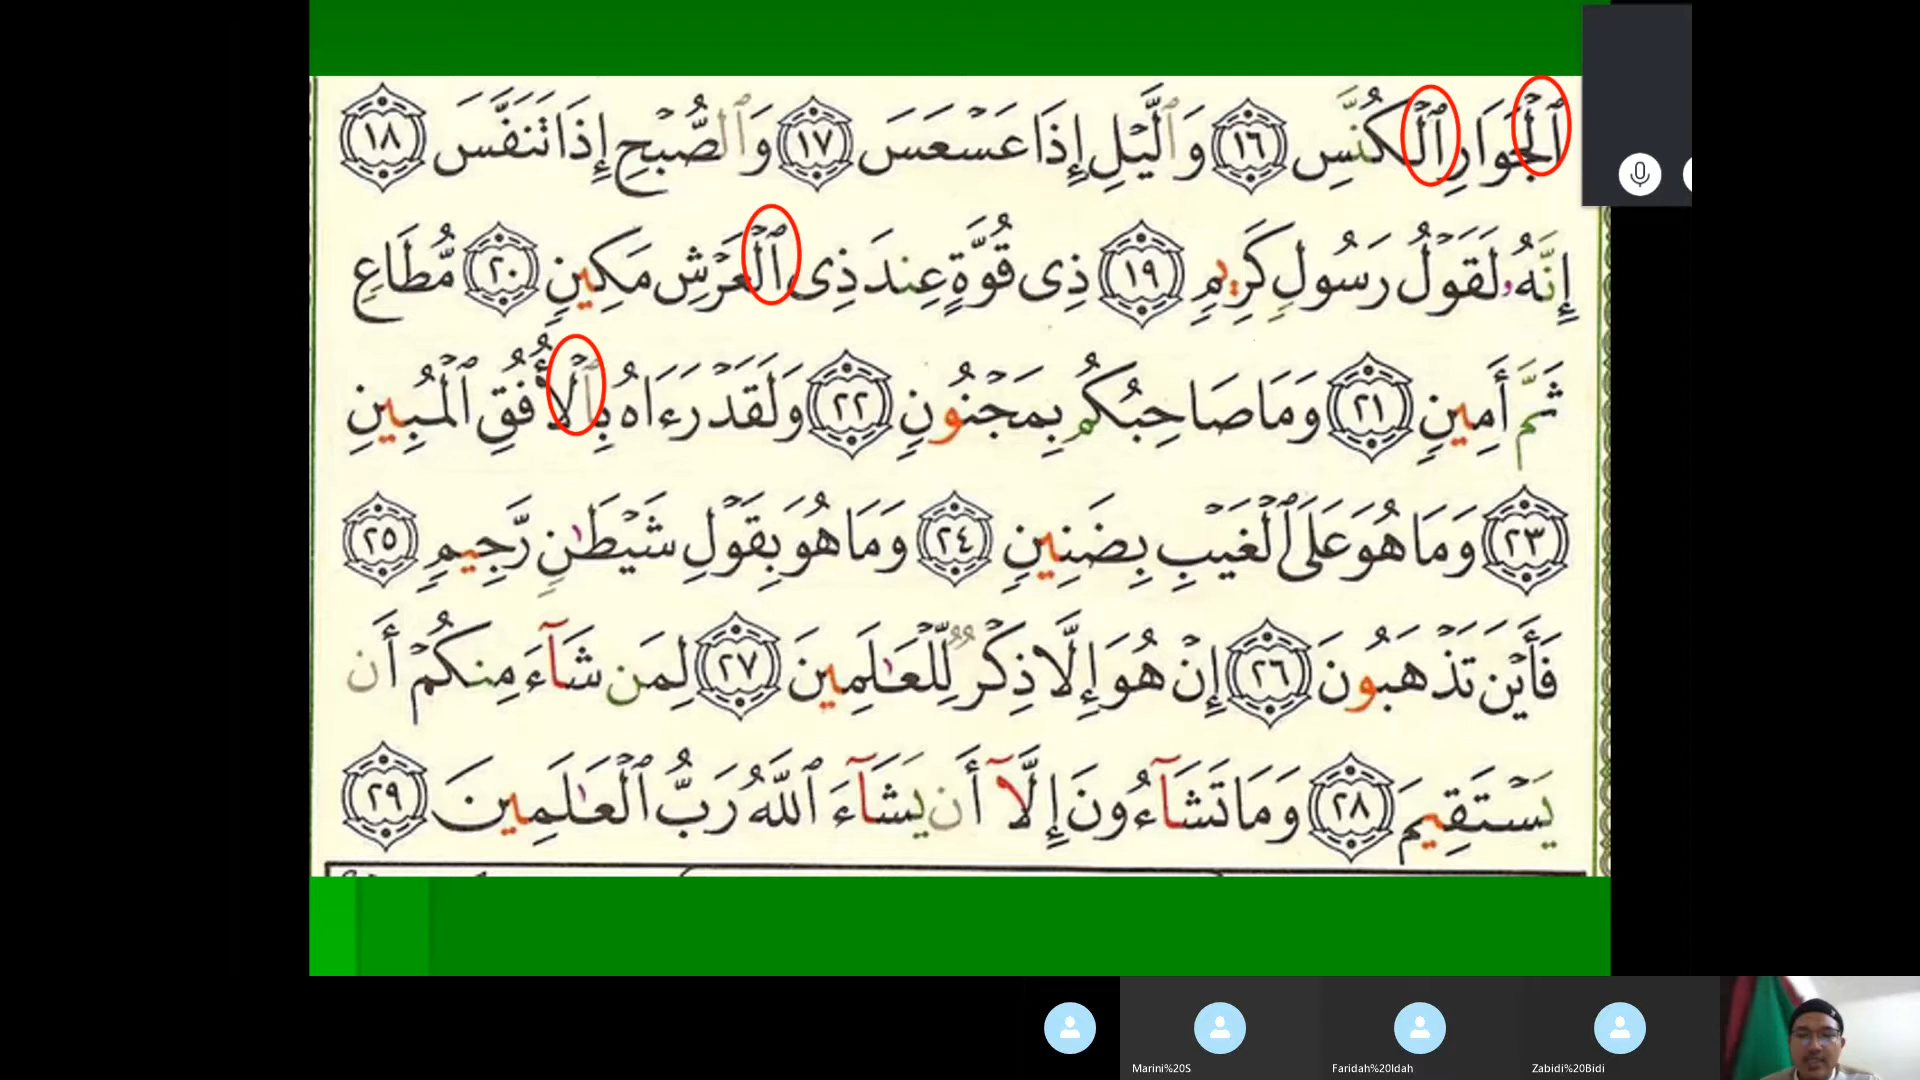 ٱلْجَوَارِ ٱلْكُنَّسِ ١٦ وَٱلَّيْلِ إِذَا عَسْعَسَ ١٧ وَٱلصُّبْحِ إِذَا تَنَفَّسَ ١٨
إِنَّهُۥ لَقَوْلُ رَسُولٍ كَرِيمٍ ١٩ ذِى قُوَّةٍ عِندَ ذِى ٱلْعَرْشِ مَكِينٍ ٢٠ مُّطَاعٍ
ثَمَّ أَمِينٍ ٢١ وَمَا صَاحِبُكُم بِمَجْنُونٍ ٢٢ وَلَقَدْ رَءَاهُ بِٱلْأُفُقِ ٱلْمُبِينِ
٢٣ وَمَا هُوَ عَلَى ٱلْغَيْبِ بِضَنِينٍ ٢٤ وَمَا هُوَ بِقَوْلِ شَيْطَٰنٍ رَّجِيمٍ ٢٥
فَأَيْنَ تَذْهَبُونَ ٢٦ إِنْ هُوَ إِلَّا ذِكْرٌ لِّلْعَٰلَمِينَ ٢٧ لِمَن شَآءَ مِنكُمْ أَن
يَسْتَقِيمَ ٢٨ وَمَا تَشَآءُونَ إِلَّآ أَن يَشَآءَ ٱللَّهُ رَبُّ ٱلْعَٰلَمِينَ ٢٩
Marini%20S
Faridah%20Idah
Zabidi%20Bidi